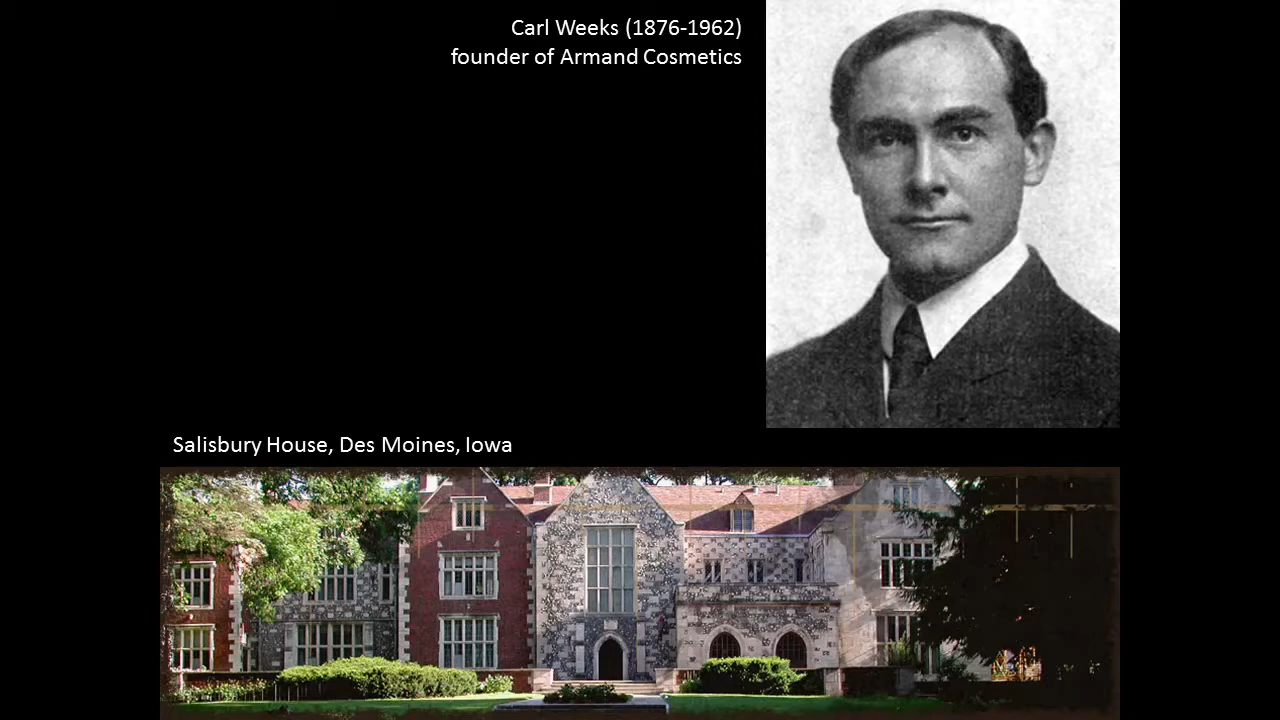 Carl Weeks (1876-1962)
founder of Armand Cosmetics
Salisbury House, Des Moines, Iowa